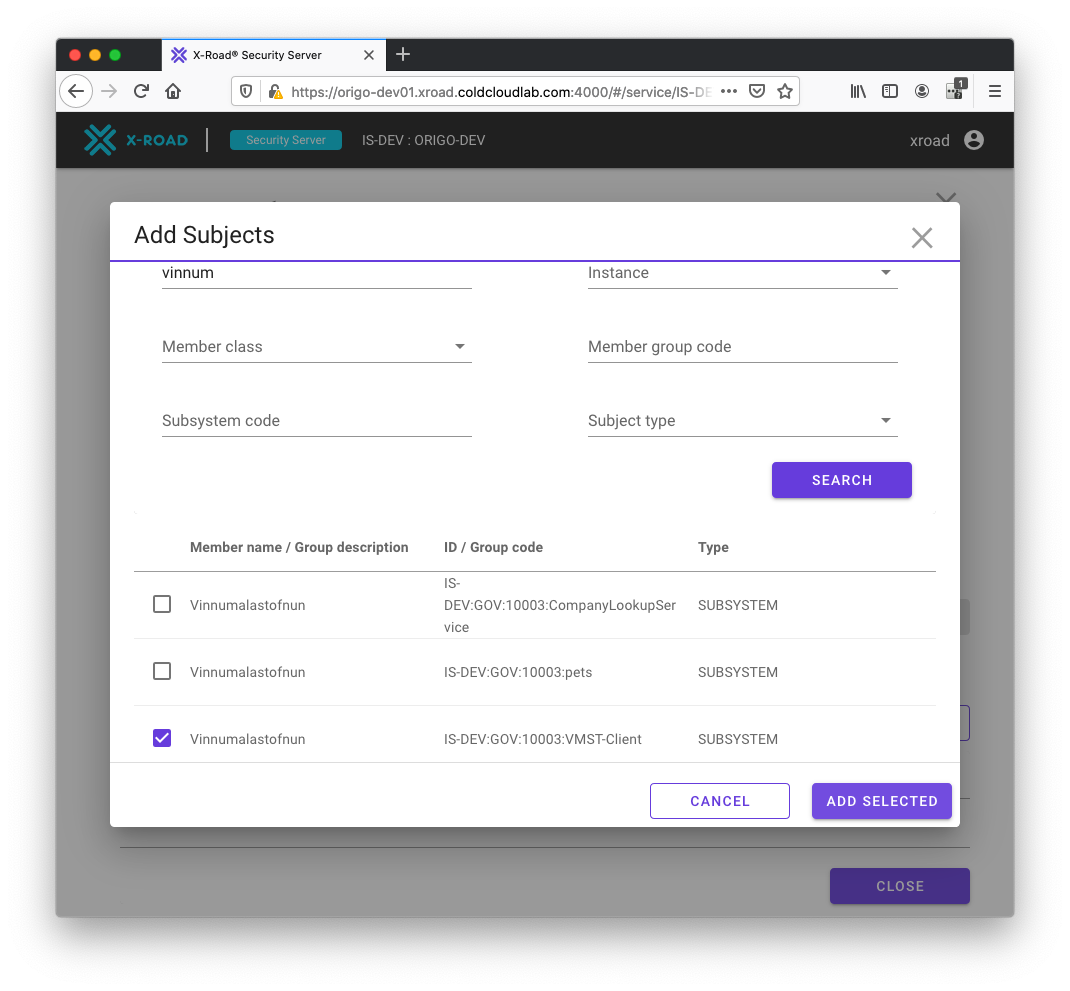 X-Road® Security Server
https://origo-dev01.xroad.coldcloudlab.com:4000/#/service/IS-DE
1
X-ROAD
Security Server
IS-DEV : ORIGO-DEV
xroad
Add Subjects
vinnum
Instance
Member class
Member group code
Subsystem code
Subject type
SEARCH
Member name / Group description ID / Group code Type
IS-
Vinnumalastofnun DEV:GOV:10003:CompanyLookupSer SUBSYSTEM
vice
Vinnumalastofnun IS-DEV:GOV:10003:pets SUBSYSTEM
Vinnumalastofnun IS-DEV:GOV:10003:VMST-Client SUBSYSTEM
CANCEL
ADD SELECTED
CLOSE